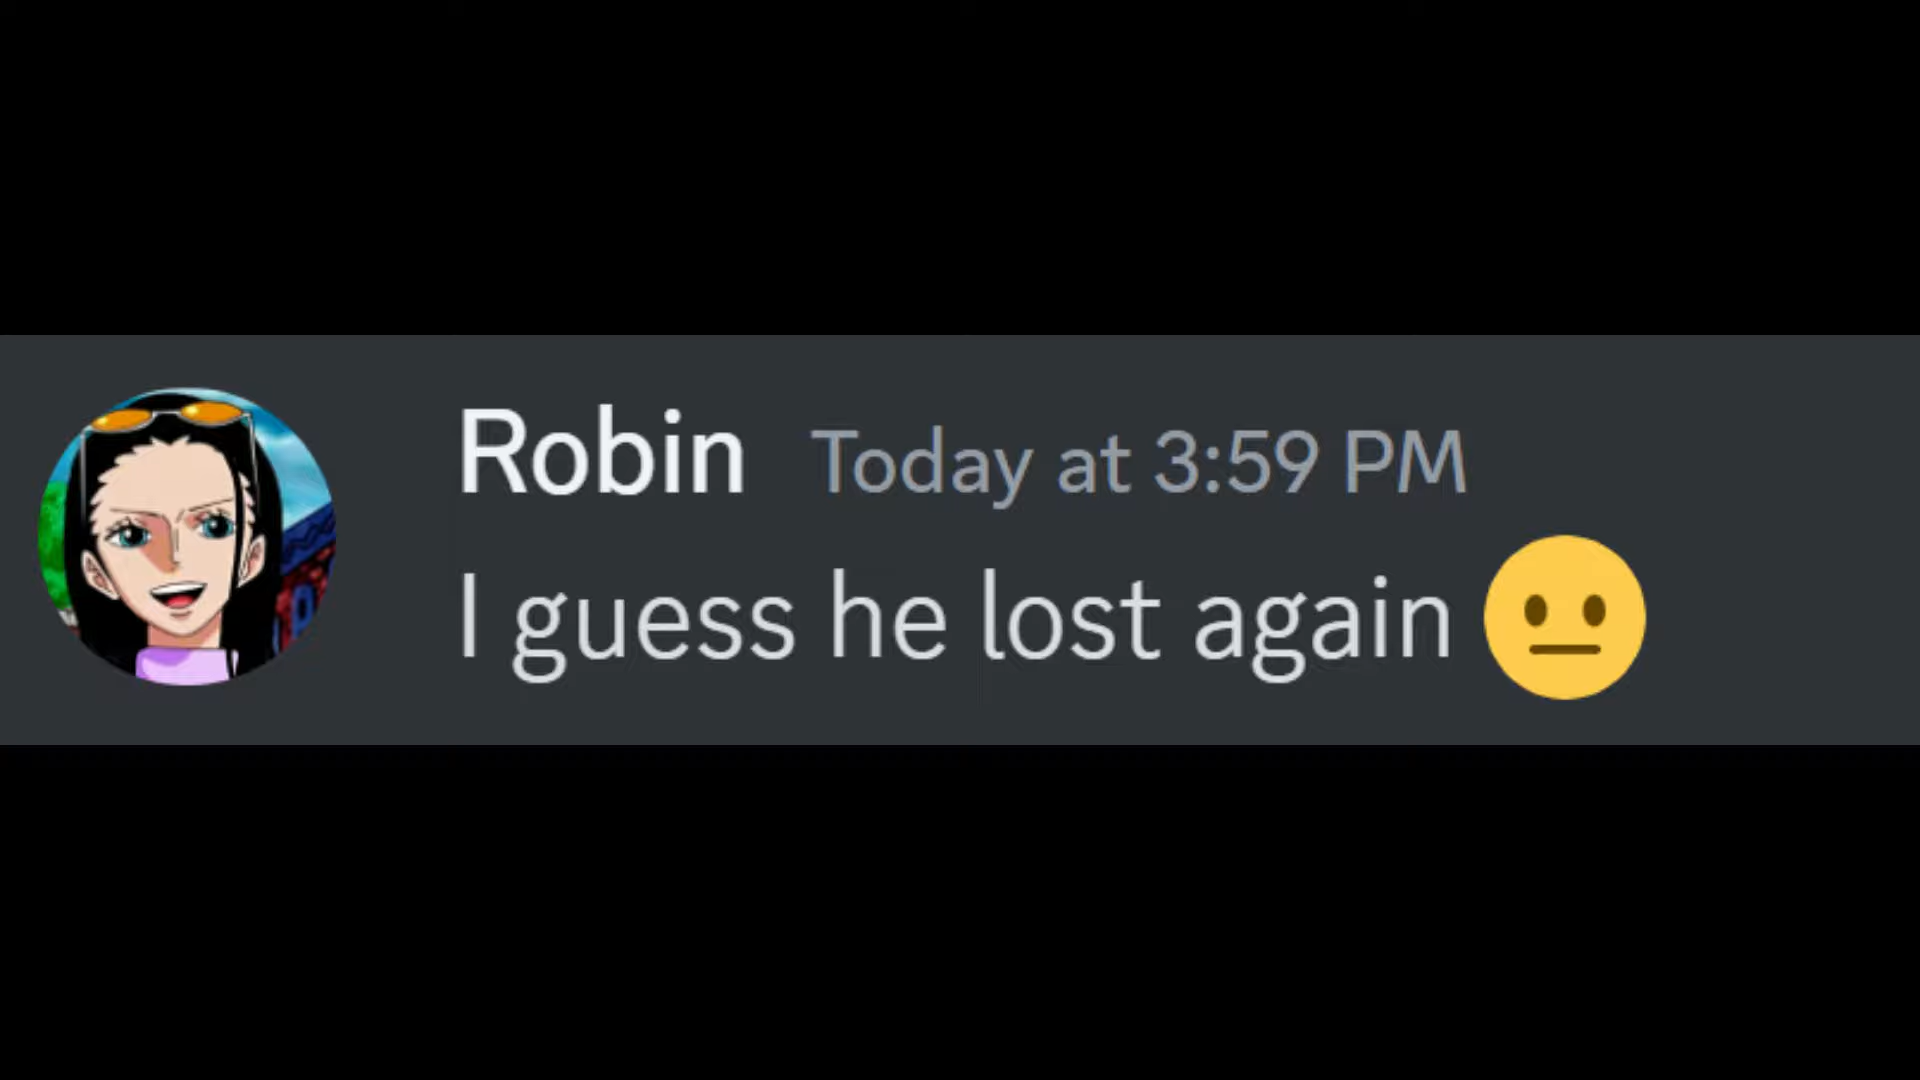 Robin Today at 3:59 PM
I guess he lost again 😐